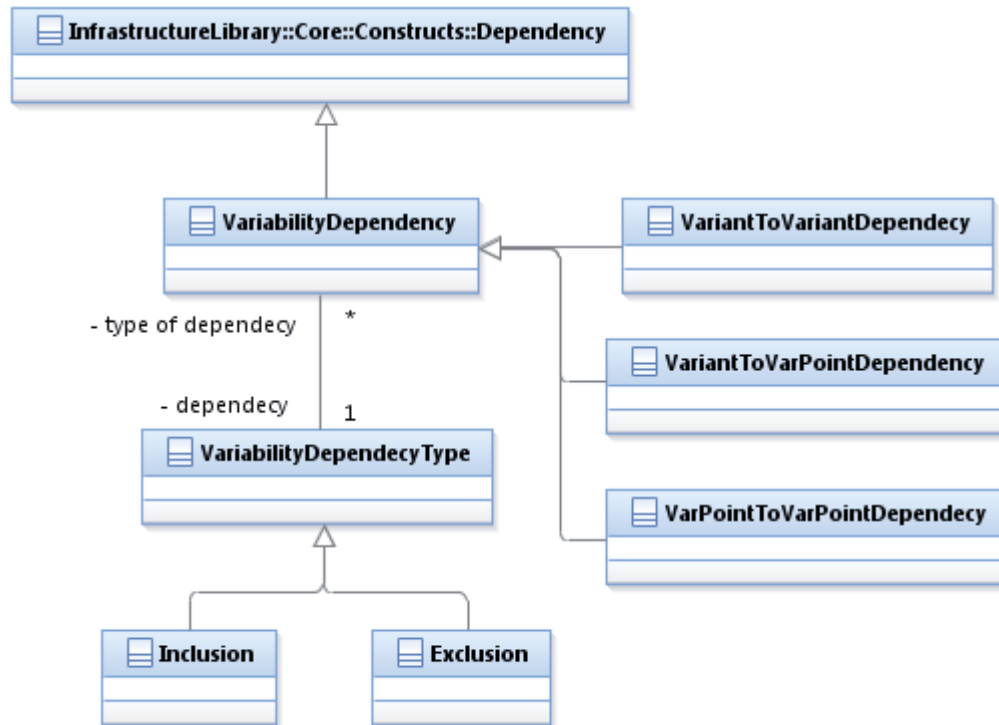 InfrastructureLibrary::Core::Constructs::Dependency
VariabilityDependency
VariantToVariantDependecy
- type of dependecy
*
VariantToVarPointDependency
- dependecy
1
VariabilityDependecyType
VarPointToVarPointDependecy
Inclusion
Exclusion